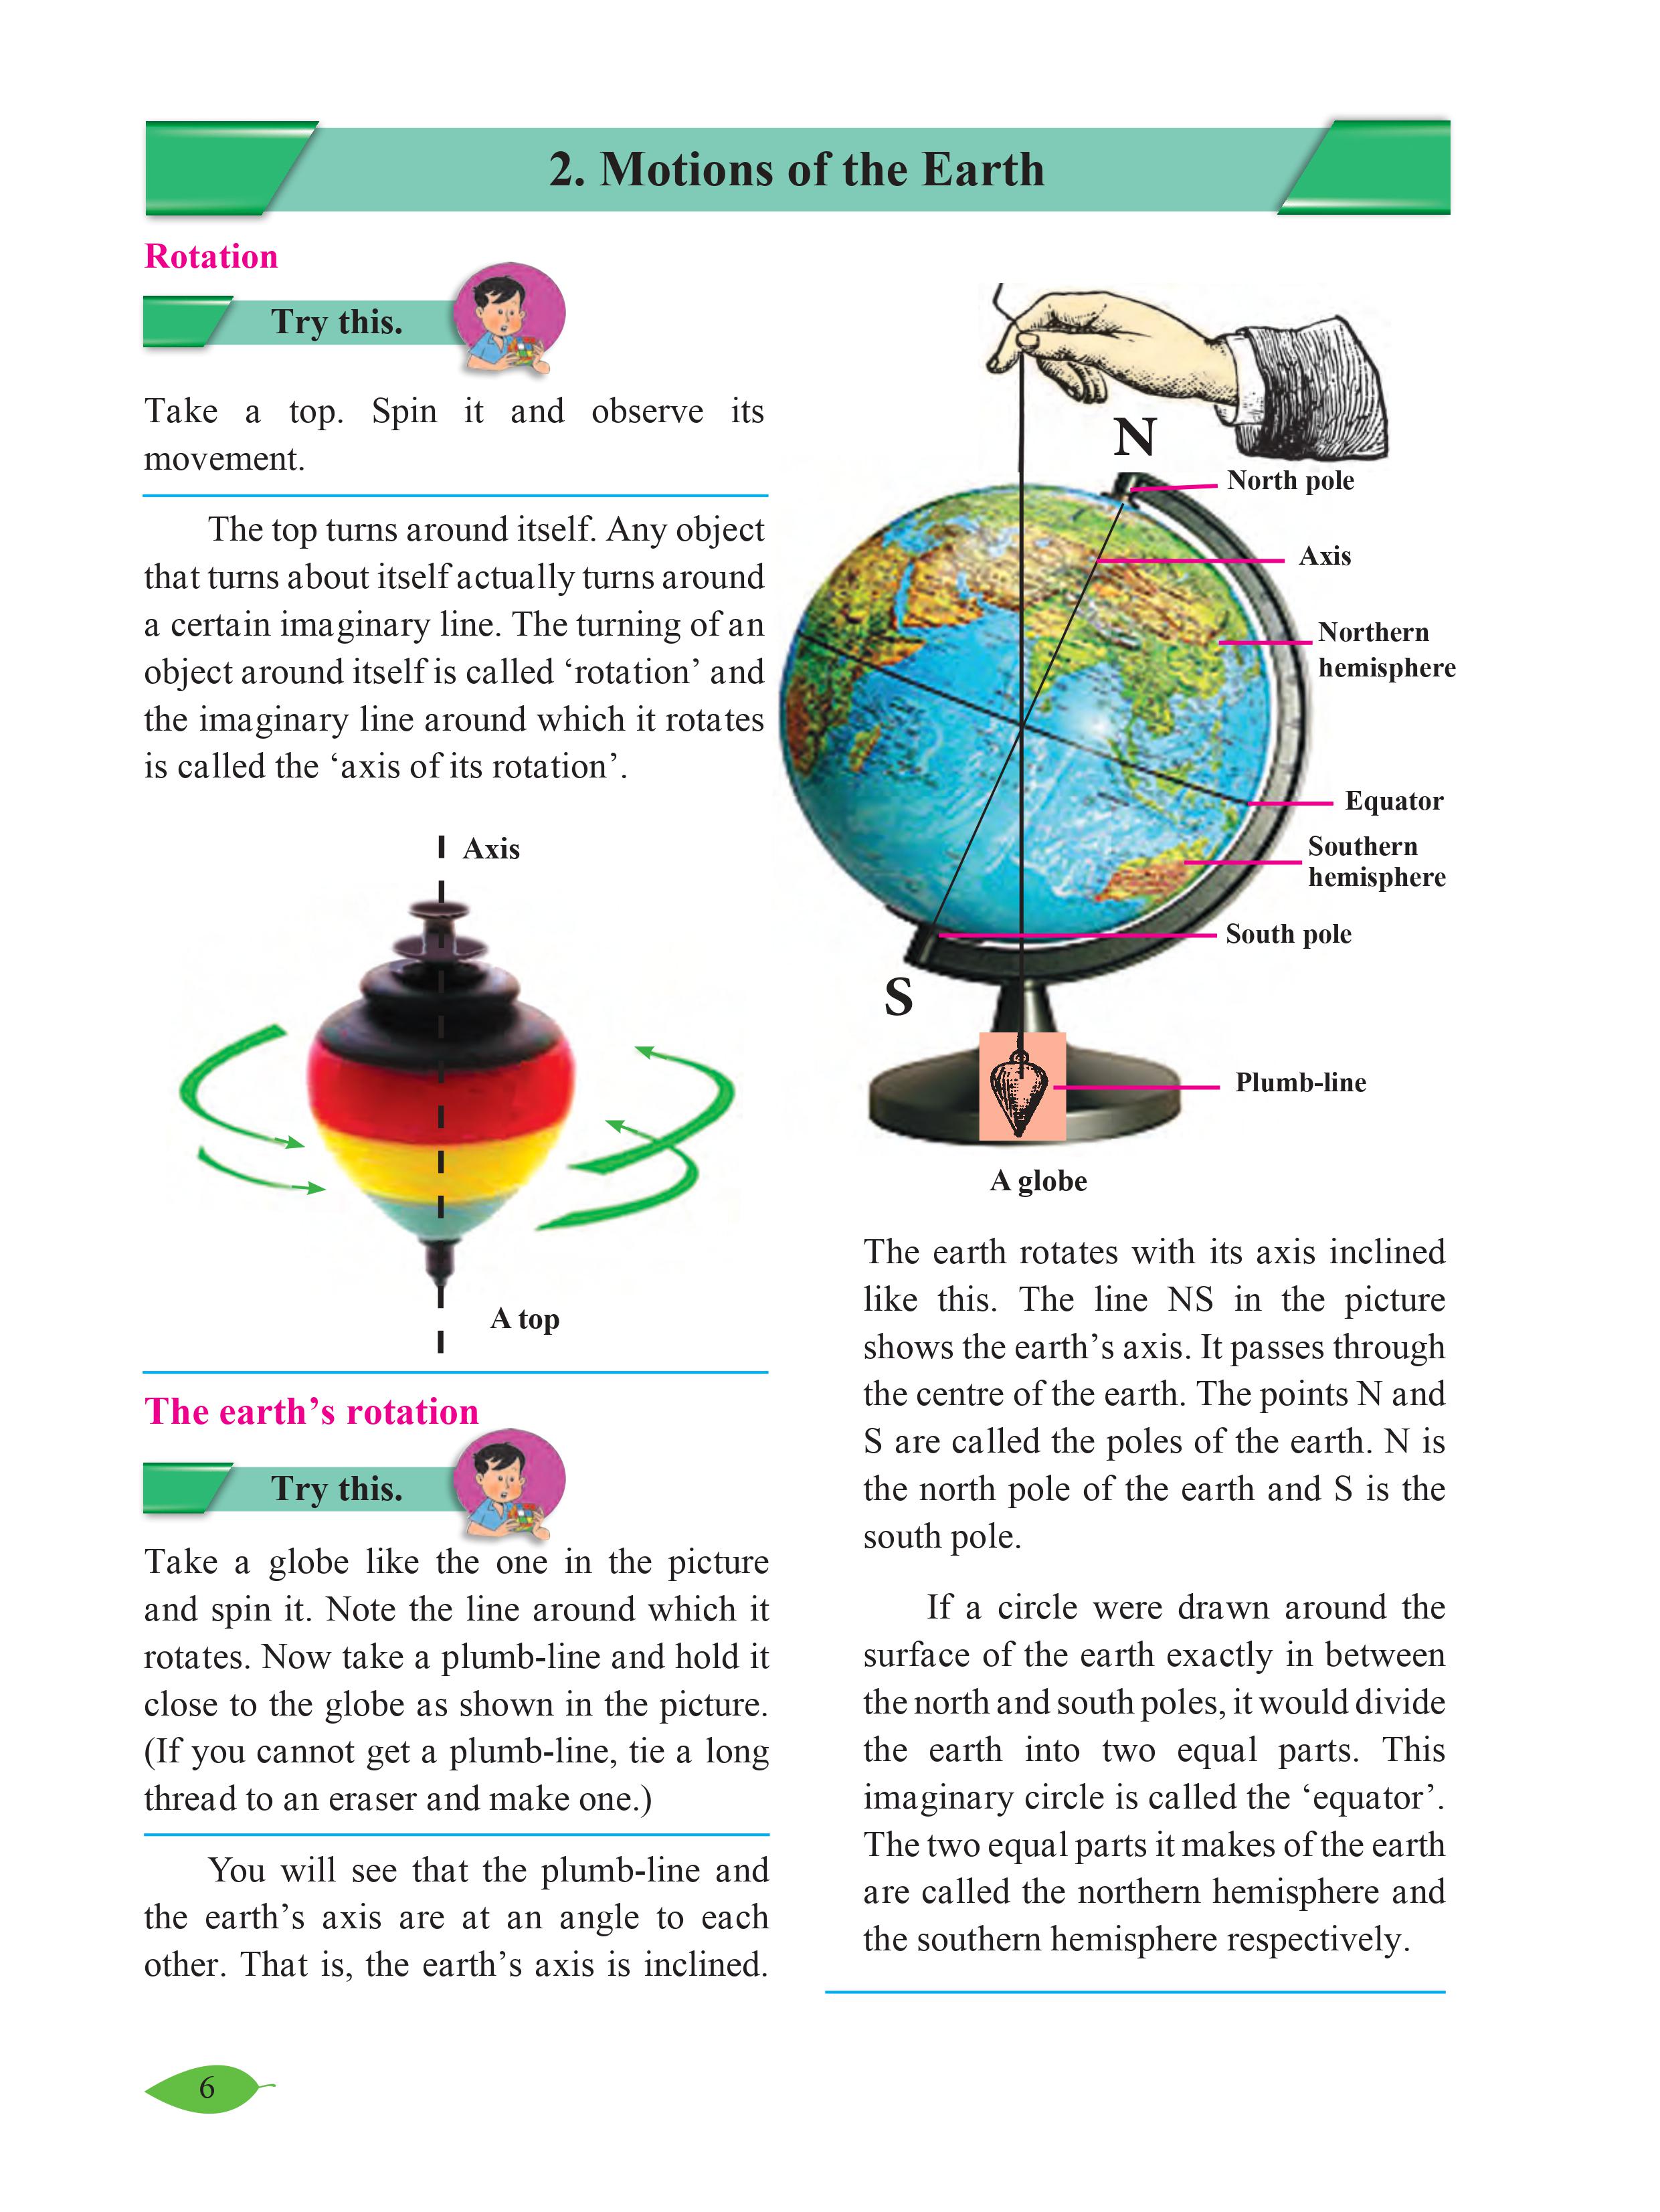 2. Motions of the Earth
Rotation
Try this.
Take a top. Spin it and observe its
movement.
The top turns around itself. Any object
that turns about itself actually turns around
a certain imaginary line. The turning of an
object around itself is called ‘rotation’ and
the imaginary line around which it rotates
is called the ‘axis of its rotation’.
Axis
A top
The earth’s rotation
Try this.
Take a globe like the one in the picture
and spin it. Note the line around which it
rotates. Now take a plumb-line and hold it
close to the globe as shown in the picture.
(If you cannot get a plumb-line, tie a long
thread to an eraser and make one.)
You will see that the plumb-line and
the earth’s axis are at an angle to each
other. That is, the earth’s axis is inclined.
N
North pole
Axis
Northern
hemisphere
Equator
Southern
hemisphere
South pole
S
Plumb-line
A globe
The earth rotates with its axis inclined
like this. The line NS in the picture
shows the earth’s axis. It passes through
the centre of the earth. The points N and
S are called the poles of the earth. N is
the north pole of the earth and S is the
south pole.
If a circle were drawn around the
surface of the earth exactly in between
the north and south poles, it would divide
the earth into two equal parts. This
imaginary circle is called the ‘equator’.
The two equal parts it makes of the earth
are called the northern hemisphere and
the southern hemisphere respectively.
6